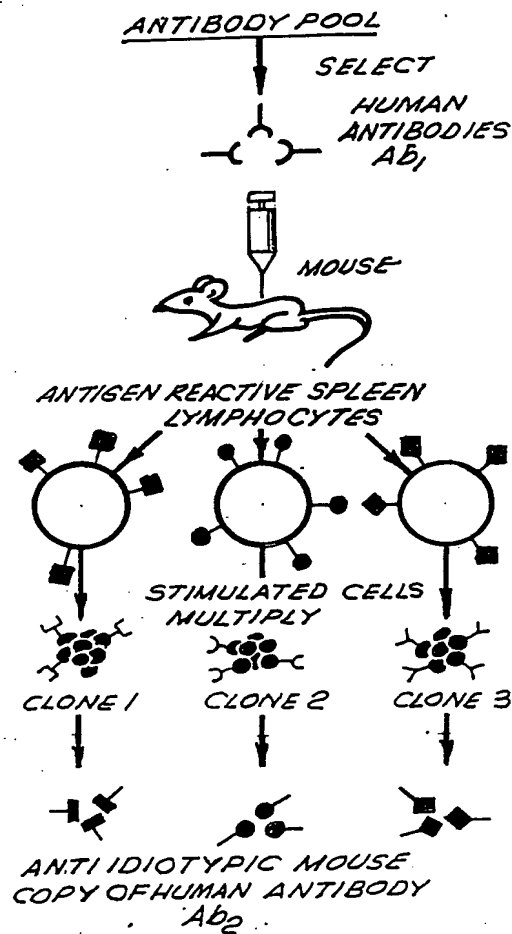 ANTIBODY POOL
SELECT
HUMAN
ANTIBODIES
Ab1
MOUSE
ANTIGEN REACTIVE SPLEEN
LYMPHOCYTES
STIMULATED CELLS
MULTIPLY
CLONE 1
CLONE 2
CLONE 3
ANTI IDIOTYPIC MOUSE
COPY OF HUMAN ANTIBODY
Ab2